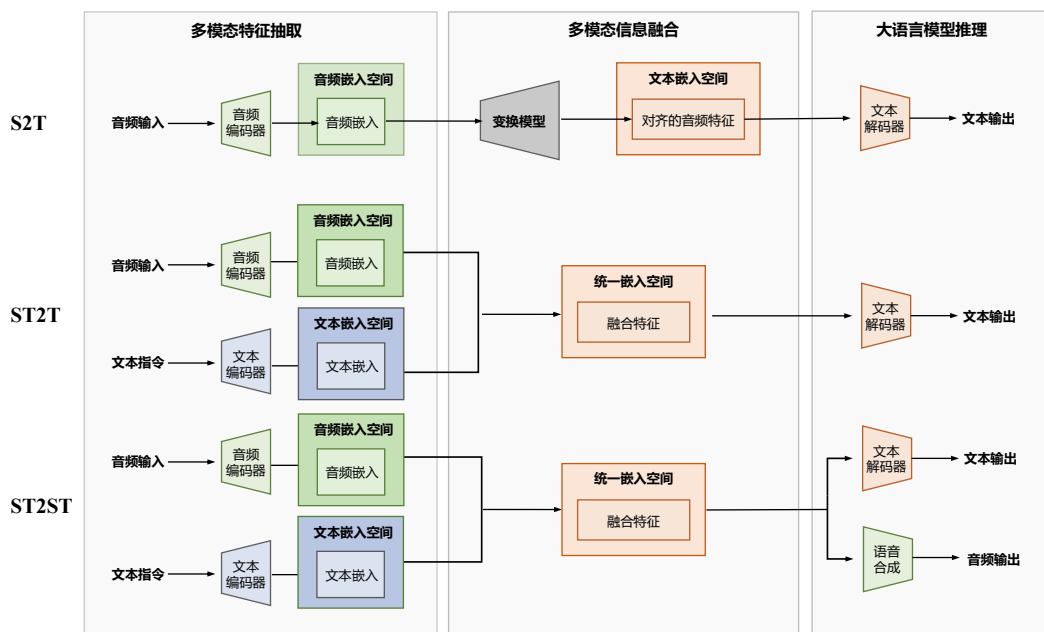 多模态特征抽取
多模态信息融合
大语言模型推理
S2T
音频输入
音频
编码器
音频嵌入空间
音频嵌入
变换模型
文本嵌入空间
对齐的音频特征
文本
解码器
文本输出
ST2T
音频输入
音频
编码器
音频嵌入空间
音频嵌入
文本指令
文本
编码器
文本嵌入空间
文本嵌入
统一嵌入空间
融合特征
文本
解码器
文本输出
ST2ST
音频输入
音频
编码器
音频嵌入空间
音频嵌入
文本指令
文本
编码器
文本嵌入空间
文本嵌入
统一嵌入空间
融合特征
文本
解码器
文本输出
语音
合成
音频输出